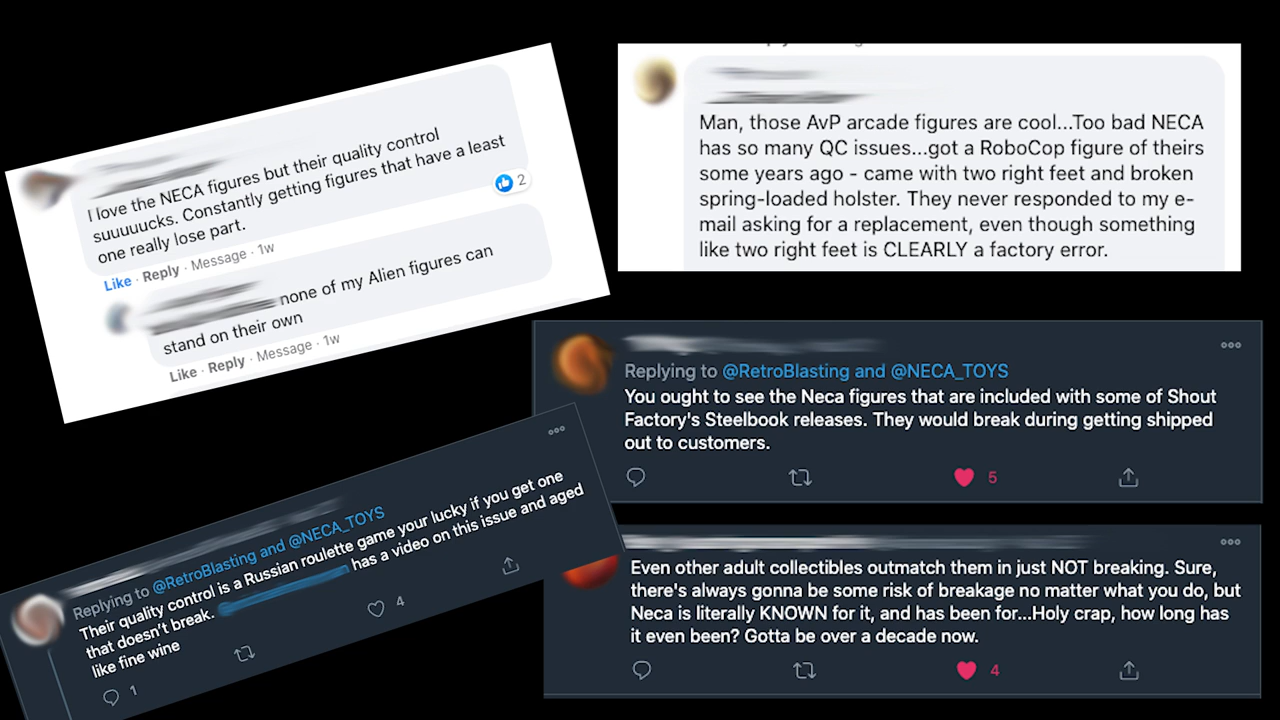 I love the NECA figures but their quality control
suuuuucks. Constantly getting figures that have a least
one really lose part.
2
Like · Reply · Message · 1w
none of my Alien figures can
stand on their own
Like · Reply · Message · 1w
Man, those AvP arcade figures are cool...Too bad NECA
has so many QC issues...got a RoboCop figure of theirs
some years ago - came with two right feet and broken
spring-loaded holster. They never responded to my e-
mail asking for a replacement, even though something
like two right feet is CLEARLY a factory error.
Replying to @RetroBlasting and @NECA_TOYS
You ought to see the Neca figures that are included with some of Shout
Factory's Steelbook releases. They would break during getting shipped
out to customers.
5
Replying to @RetroBlasting and @NECA_TOYS
Their quality control is a Russian roulette game your lucky if you get one
that doesn't break. has a video on this issue and aged
like fine wine
1
4
Even other adult collectibles outmatch them in just NOT breaking. Sure,
there's always gonna be some risk of breakage no matter what you do, but
Neca is literally KNOWN for it, and has been for...Holy crap, how long has
it even been? Gotta be over a decade now.
4